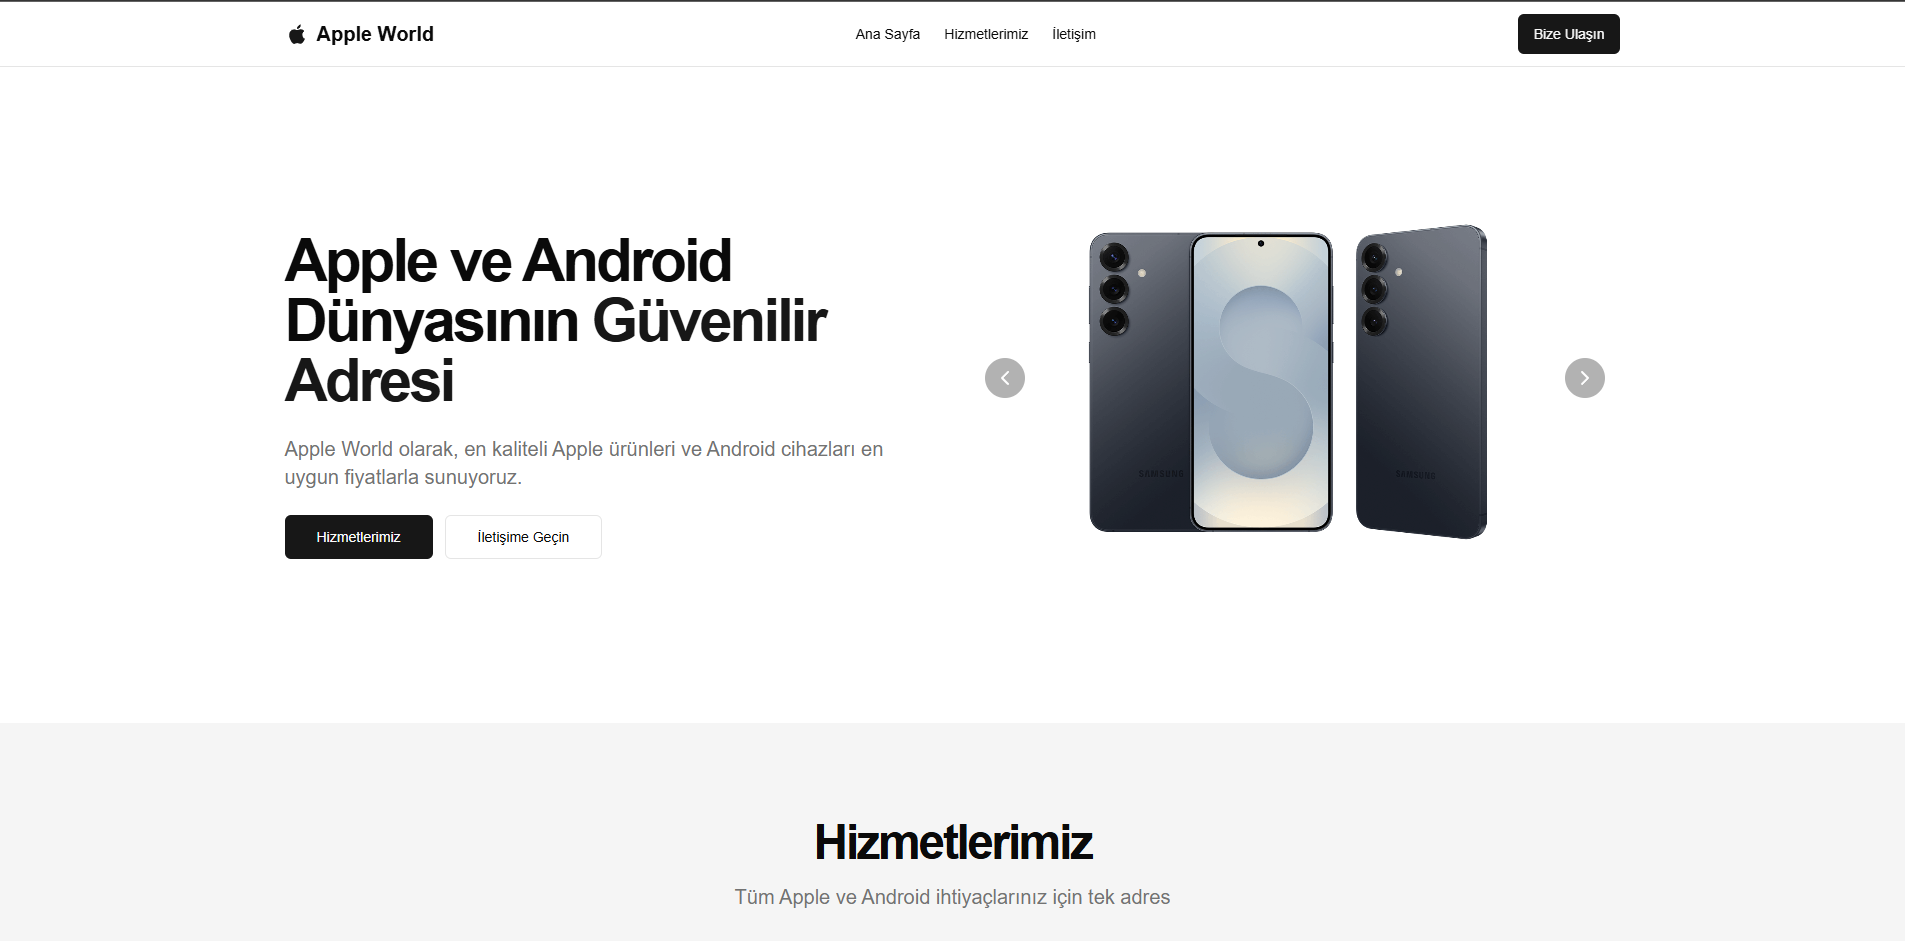 Apple World
Ana Sayfa
Hizmetlerimiz
İletişim
Bize Ulaşın
Apple ve Android
Dünyasının Güvenilir
Adresi
Apple World olarak, en kaliteli Apple ürünleri ve Android cihazları en
uygun fiyatlarla sunuyoruz.
Hizmetlerimiz
İletişime Geçin
SAMSUNG
SAMSUNG
Hizmetlerimiz
Tüm Apple ve Android ihtiyaçlarınız için tek adres